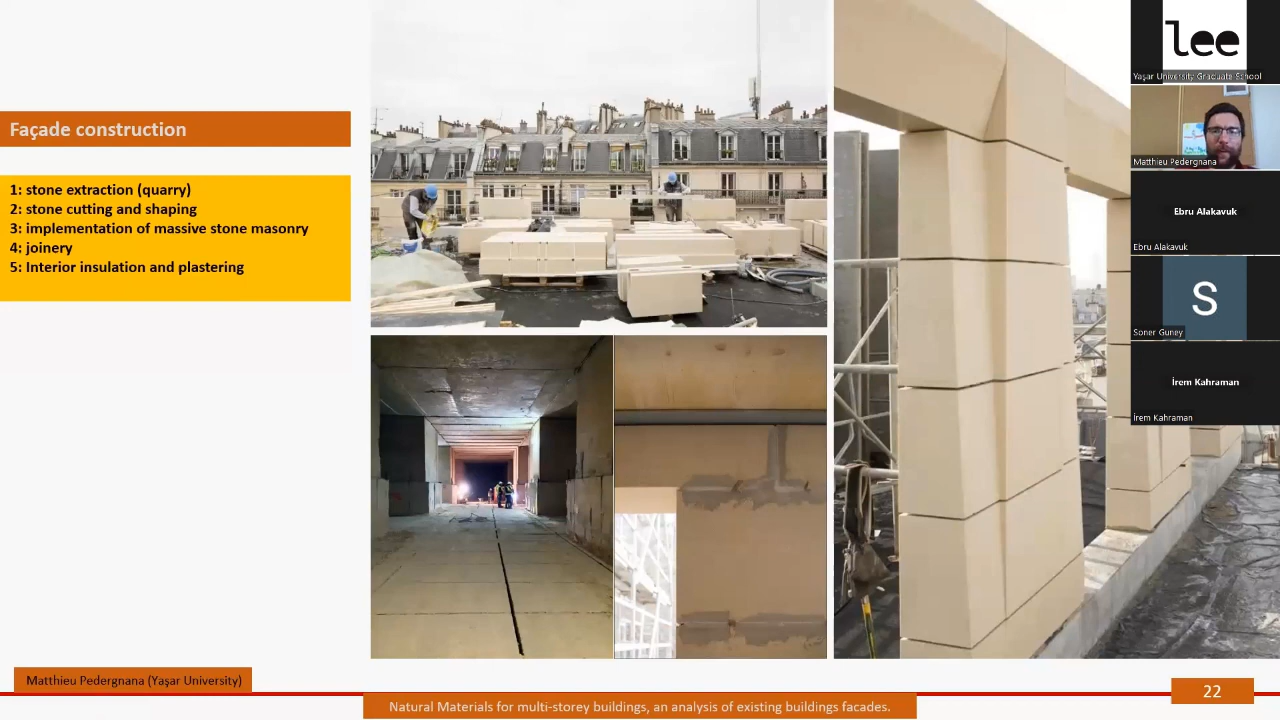 Façade construction
1: stone extraction (quarry)
2: stone cutting and shaping
3: implementation of massive stone masonry
4: joinery
5: Interior insulation and plastering
Matthieu Pedergnana (Yaşar University)
Natural Materials for multi-storey buildings, an analysis of existing buildings facades.
22
lee
Yaşar University Graduate School
Matthieu Pedergnana
Ebru Alakavuk
Ebru Alakavuk
S
Soner Guney
İrem Kahraman
İrem Kahraman